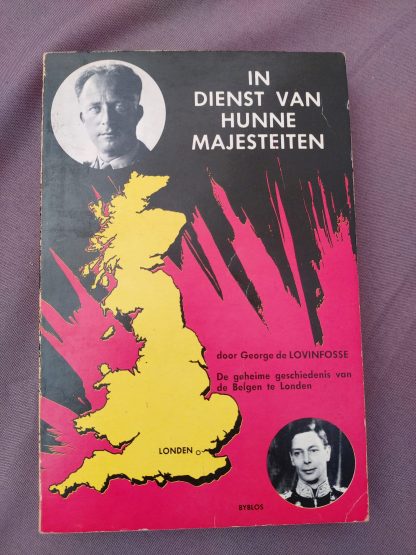 IN
DIENST VAN
HUNNE
MAJESTEITEN
door George de LOVINFOSSE
De geheime geschiedenis van
de Belgen te Londen
LONDEN
BYBLOS